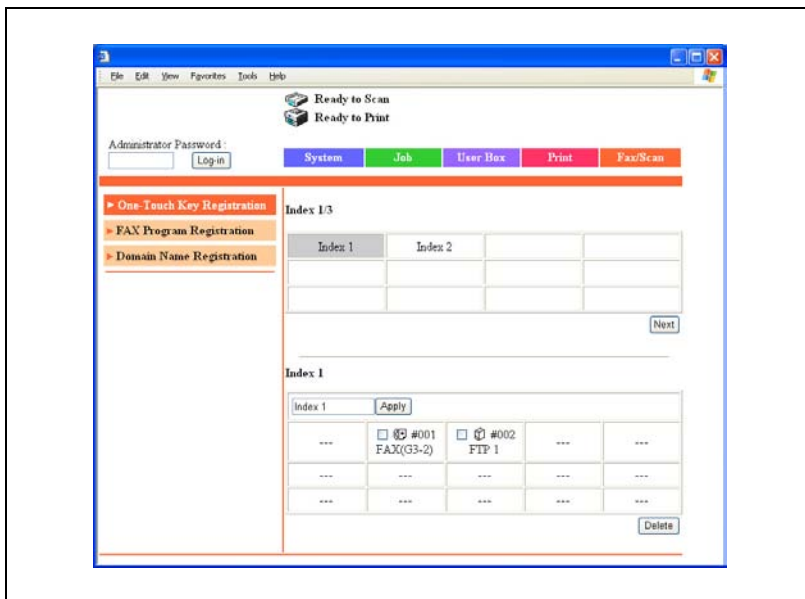 File Edit View Favorites Tools Help
Ready to Scan
Ready to Print
Administrator Password :
Log-in
System Job User Box Print Fax/Scan
One-Touch Key Registration
FAX Program Registration
Domain Name Registration
Index 1/3
Index 1 Index 2
Next
Index 1
Index 1 Apply
--- #001 #002 --- ---
FAX(G3-2) FTP 1
--- --- --- --- ---
--- --- --- --- ---
Delete